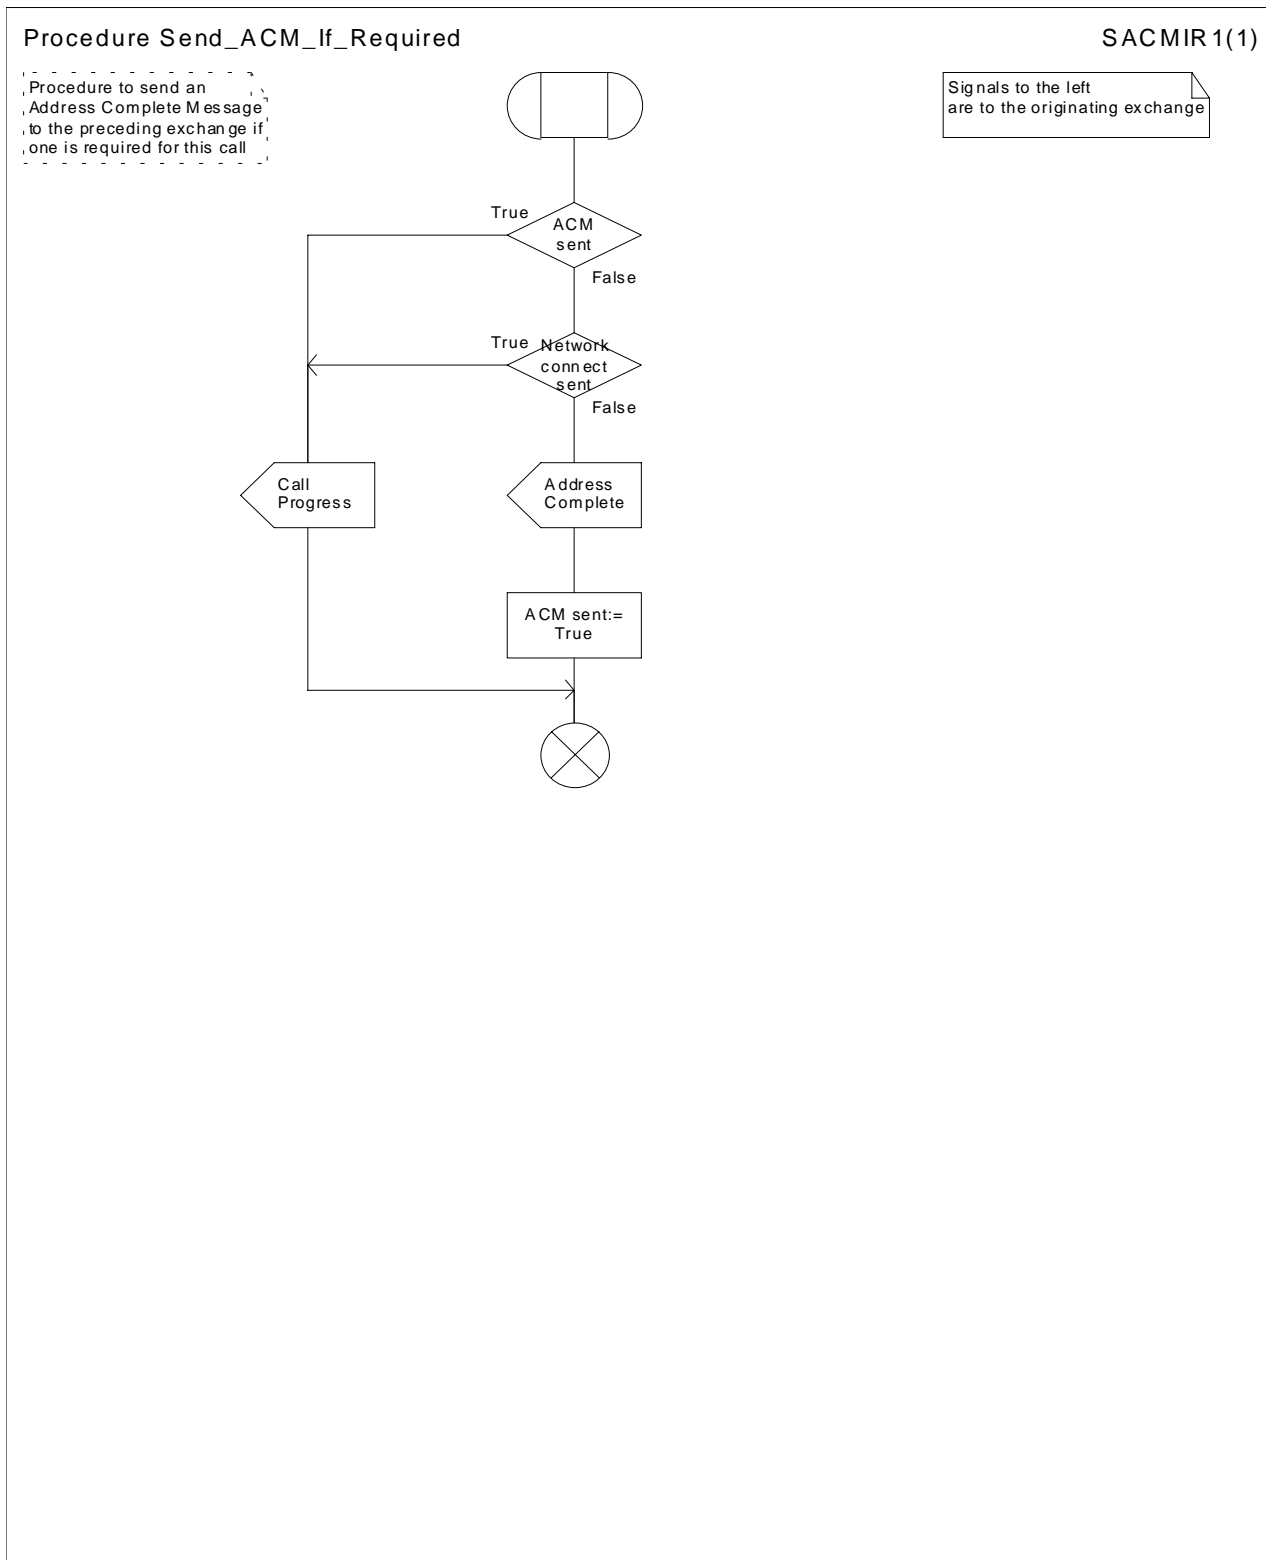 Procedure Send_ACM_If_Required
SACMIR1(1)
Procedure to send an
Address Complete Message
to the preceding exchange if
one is required for this call
Signals to the left
are to the originating exchange
True
ACM
sent
False
True
Network
connect
sent
False
Call
Progress
Address
Complete
ACM sent:=
True